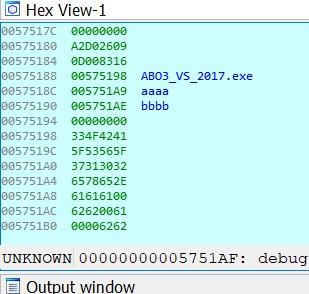 Hex View-1
0057517C 00000000
00575180 A2D02609
00575184 0D008316
00575188 00575198 ABO3_VS_2017.exe
0057518C 005751A9 aaaa
00575190 005751AE bbbb
00575194 00000000
00575198 334F4241
0057519C 5F53565F
005751A0 37313032
005751A4 6578652E
005751A8 61616100
005751AC 62620061
005751B0 00006262
UNKNOWN 00000000005751AF: debug
Output window